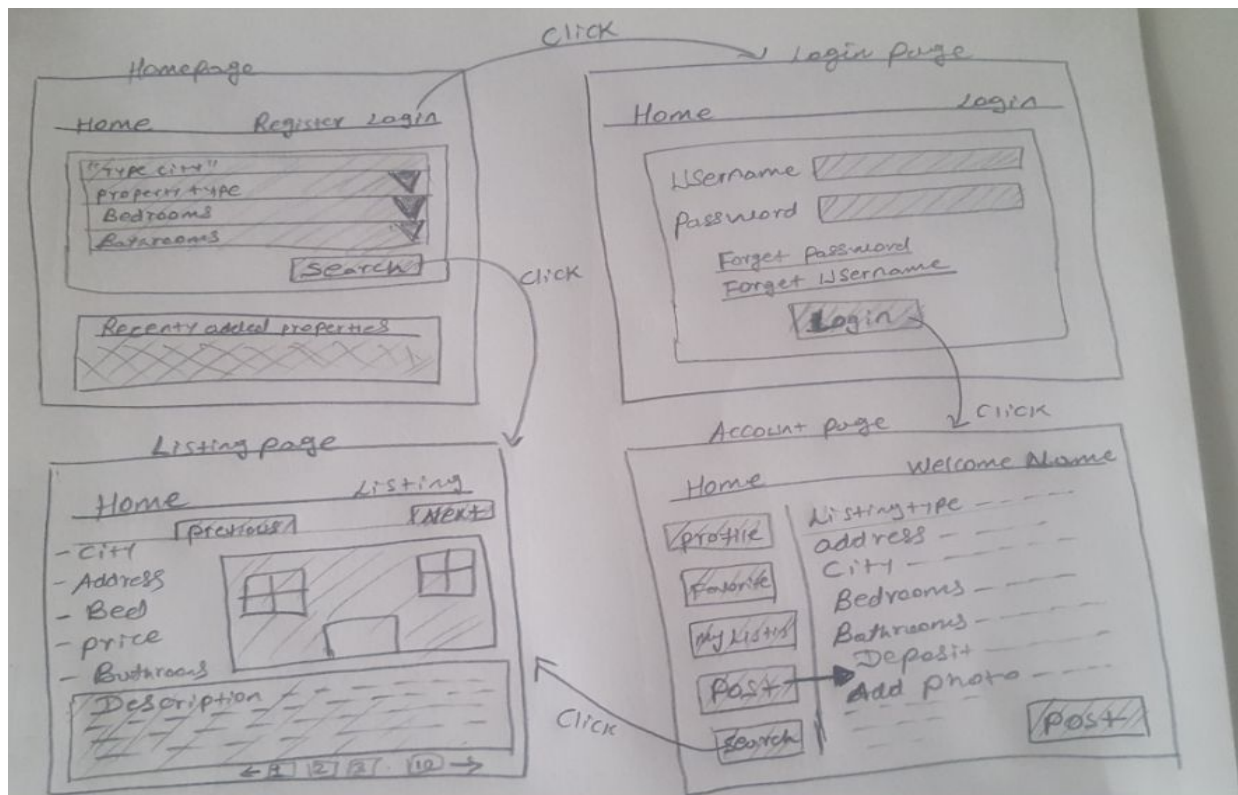 Click
Homepage
Home Register Login
"Type city"
property type
Bedrooms
Bathrooms
Search
Click
Recenty added properties
Login page
Home Login
Username
Password
Forget password
Forget Username
Login
Click
Listing page
Home Listing
previous Next
- City
- Address
- Bed
- price
- Bathrooms
Description
← 1 2 3 .. 10 →
Account page
Home Welcome Name
profile
Favorite
my Listis
Post
Search
Click
Listing type
address
City
Bedrooms
Bathrooms
Deposit
Add photo
Post